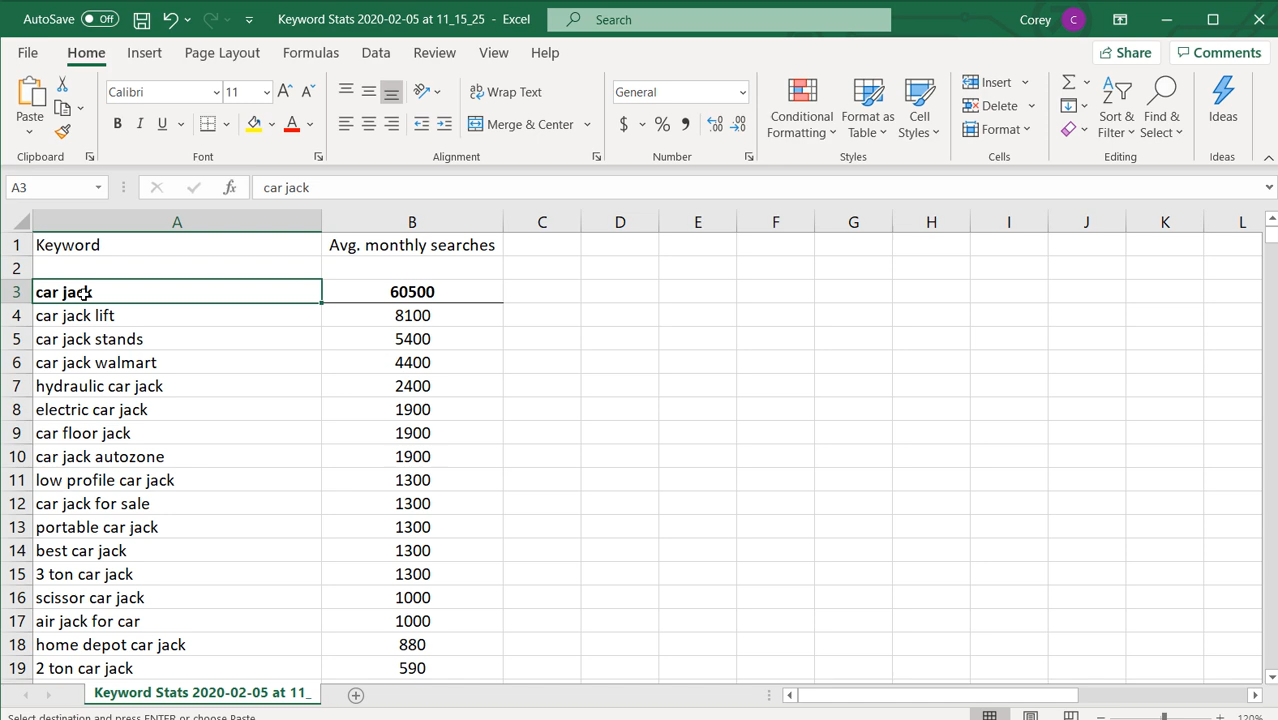 AutoSave Off Keyword Stats 2020-02-05 at 11_15_25 - Excel Search Corey C
File Home Insert Page Layout Formulas Data Review View Help Share Comments
Paste Calibri 11 A A Wrap Text General Conditional Formatting Format as Table Cell Styles Insert Delete Format Sort & Filter Find & Select Ideas
B I U A Merge & Center $ % ,
Clipboard Font Alignment Number Styles Cells Editing Ideas
A3 fx car jack
A B C D E F G H I J K L
1 Keyword Avg. monthly searches
2
3 car jack 60500
4 car jack lift 8100
5 car jack stands 5400
6 car jack walmart 4400
7 hydraulic car jack 2400
8 electric car jack 1900
9 car floor jack 1900
10 car jack autozone 1900
11 low profile car jack 1300
12 car jack for sale 1300
13 portable car jack 1300
14 best car jack 1300
15 3 ton car jack 1300
16 scissor car jack 1000
17 air jack for car 1000
18 home depot car jack 880
19 2 ton car jack 590
Keyword Stats 2020-02-05 at 11_
Select destination and press ENTER or choose Paste 120%